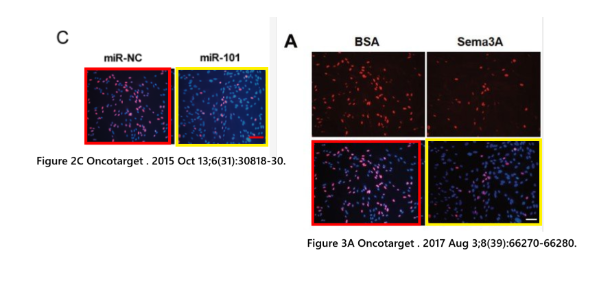 C
miR-NC miR-101
Figure 2C Oncotarget . 2015 Oct 13;6(31):30818-30.
A
BSA Sema3A
Figure 3A Oncotarget . 2017 Aug 3;8(39):66270-66280.